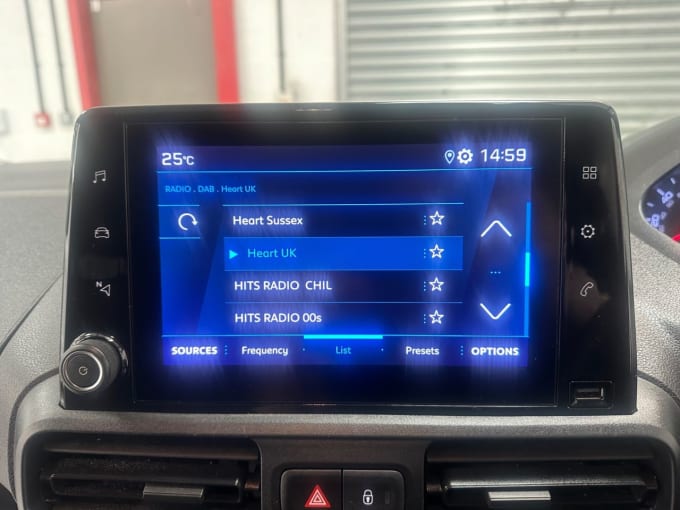 25°C 14:59
RADIO . DAB . Heart UK
Heart Sussex
Heart UK
HITS RADIO CHIL
HITS RADIO 00s
SOURCES Frequency List Presets OPTIONS
N